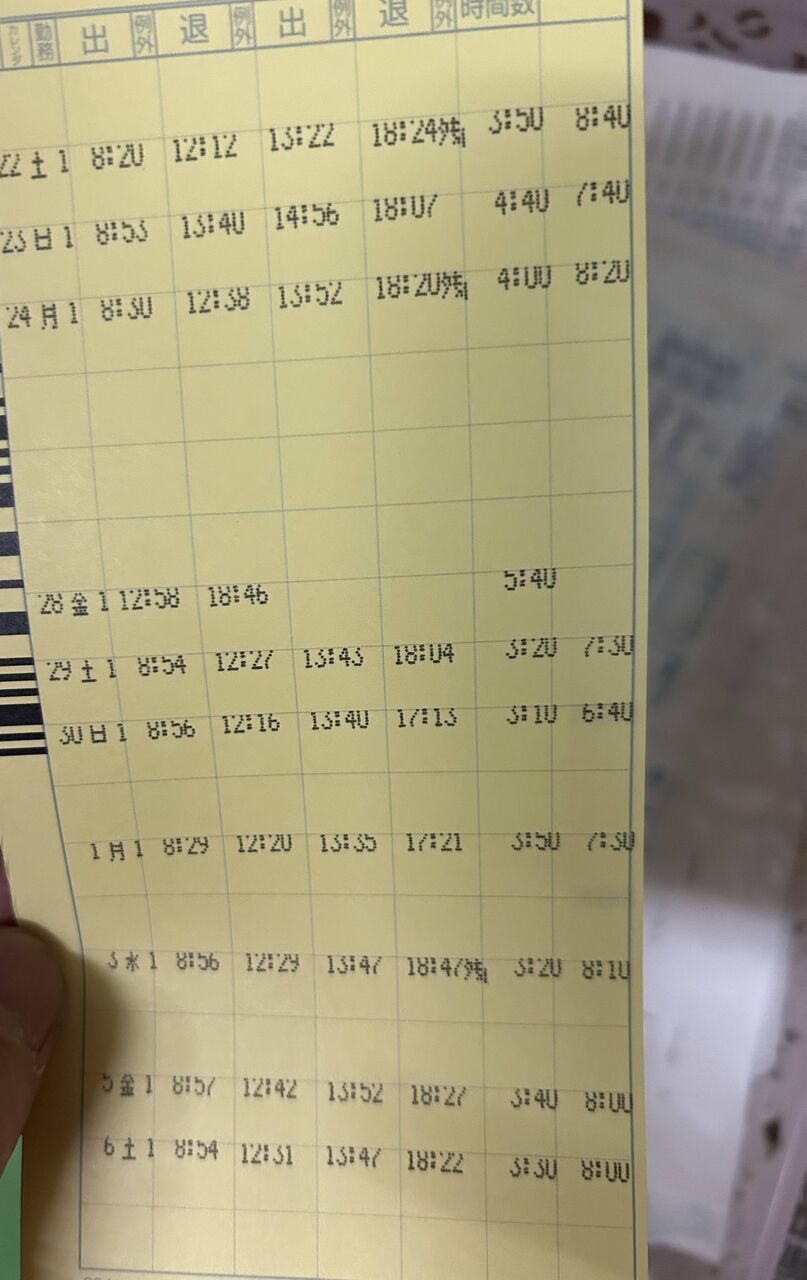 カレンダ 勤務 出 例外 退 例外 出 例外 退 例外 時間数
22 土 1 8:20 12:12 13:22 18:24残 3:50 8:40
23 日 1 8:53 13:40 14:56 18:07 4:40 7:40
24 月 1 8:30 12:38 13:52 18:20残 4:00 8:20
28 金 1 12:58 18:46 5:40
29 土 1 8:54 12:27 13:43 18:04 3:20 7:30
30 日 1 8:56 12:16 13:40 17:13 3:10 6:40
1 月 1 8:29 12:20 13:35 17:21 3:50 7:30
3 水 1 8:56 12:29 13:47 18:47残 3:20 8:10
5 金 1 8:57 12:42 13:52 18:27 3:40 8:00
6 土 1 8:54 12:31 13:47 18:22 3:30 8:00